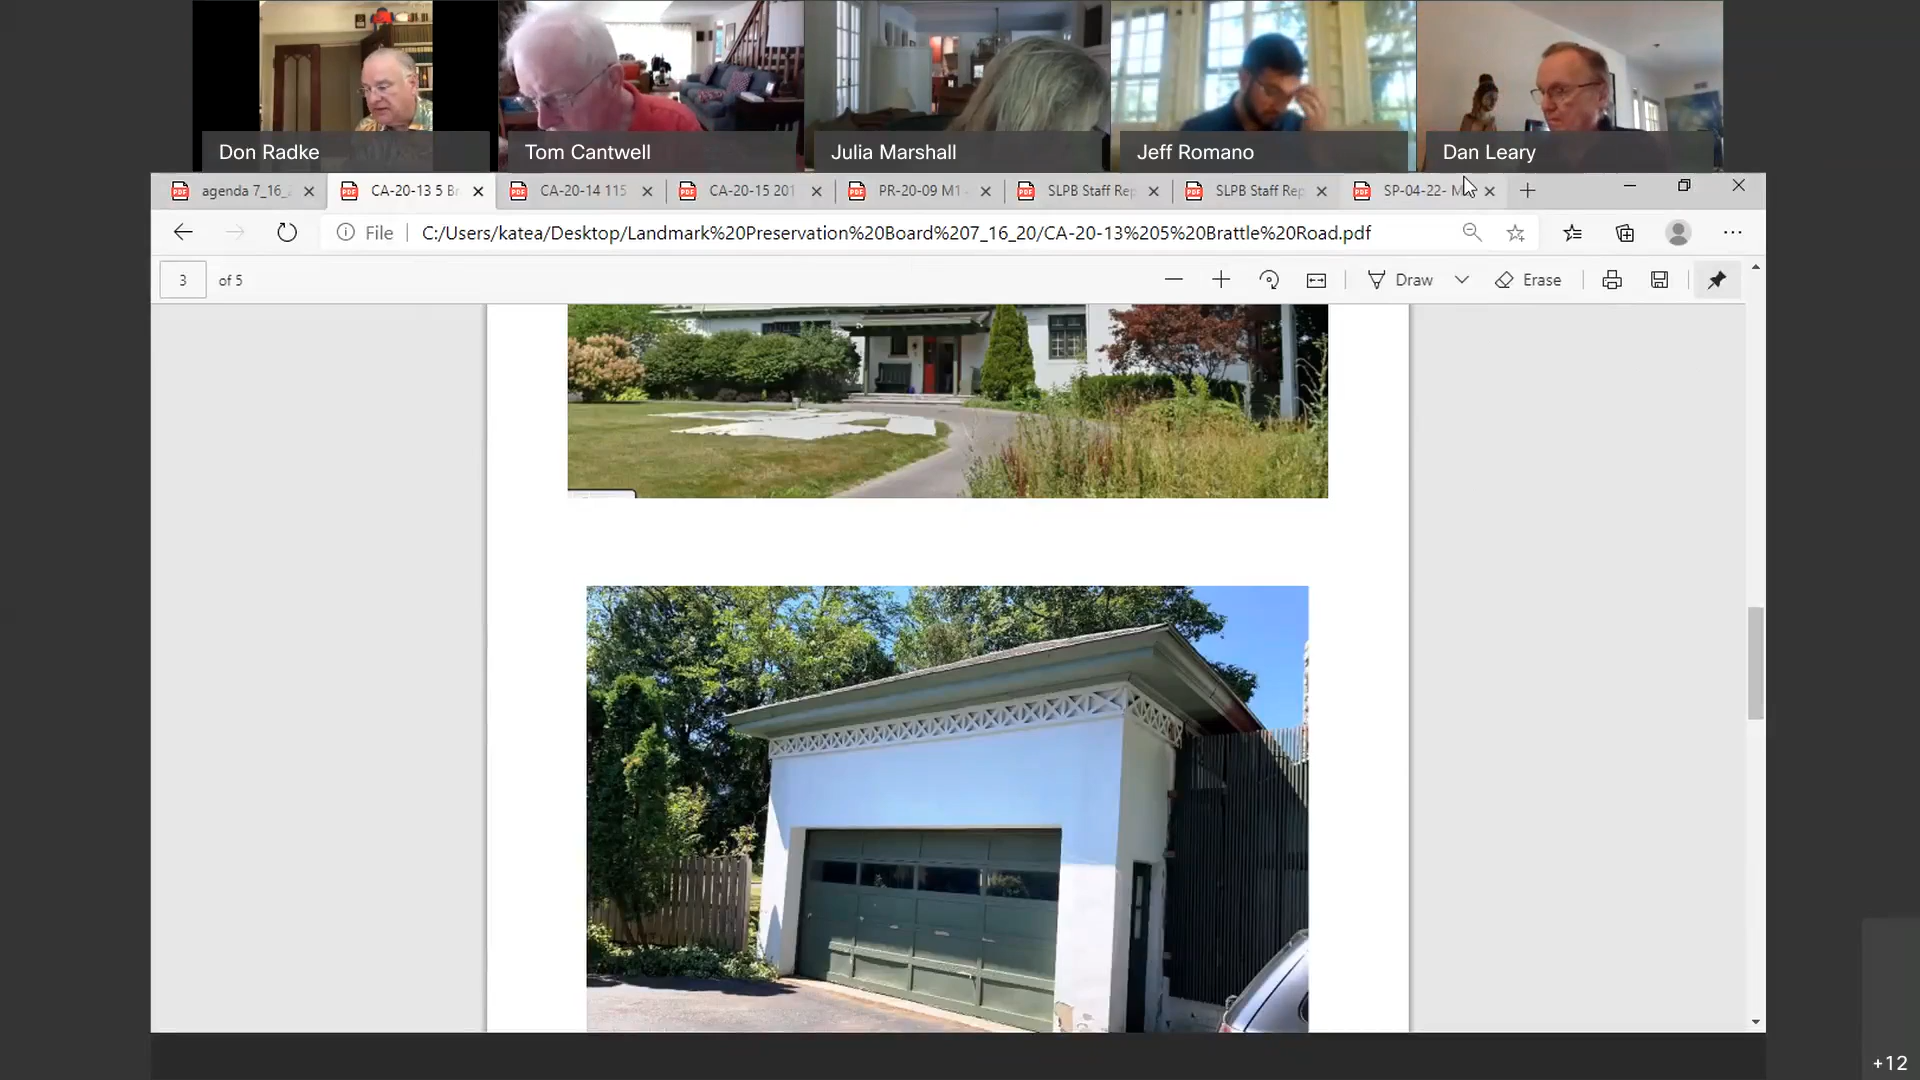 Don Radke
Tom Cantwell
Julia Marshall
Jeff Romano
Dan Leary
agenda 7_16_
CA-20-13 5 Br
CA-20-14 115
CA-20-15 201
PR-20-09 M1
SLPB Staff Rep
SLPB Staff Rep
SP-04-22- M
File
C:/Users/katea/Desktop/Landmark%20Preservation%20Board%207_16_20/CA-20-13%205%20Brattle%20Road.pdf
3
of 5
Draw
Erase
+12